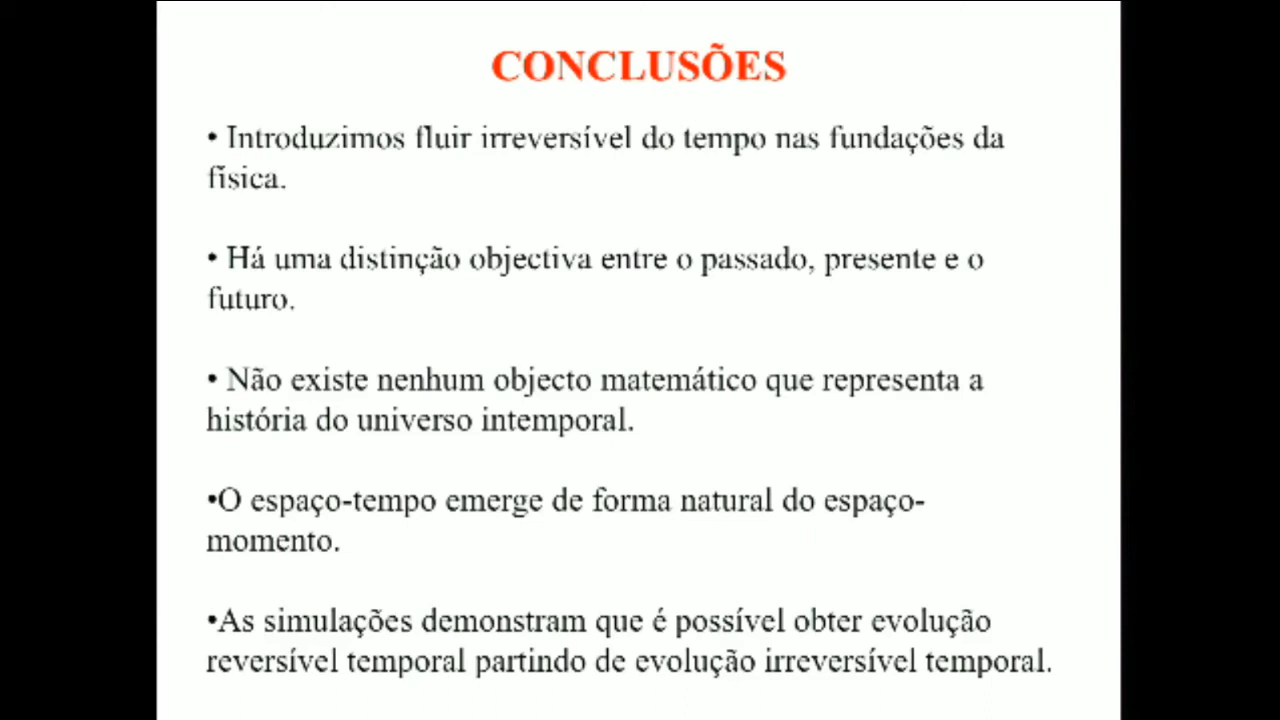 CONCLUSÕES
• Introduzimos fluir irreversível do tempo nas fundações da
física.
• Há uma distinção objectiva entre o passado, presente e o
futuro.
• Não existe nenhum objecto matemático que representa a
história do universo intemporal.
•O espaço-tempo emerge de forma natural do espaço-
momento.
•As simulações demonstram que é possível obter evolução
reversível temporal partindo de evolução irreversível temporal.